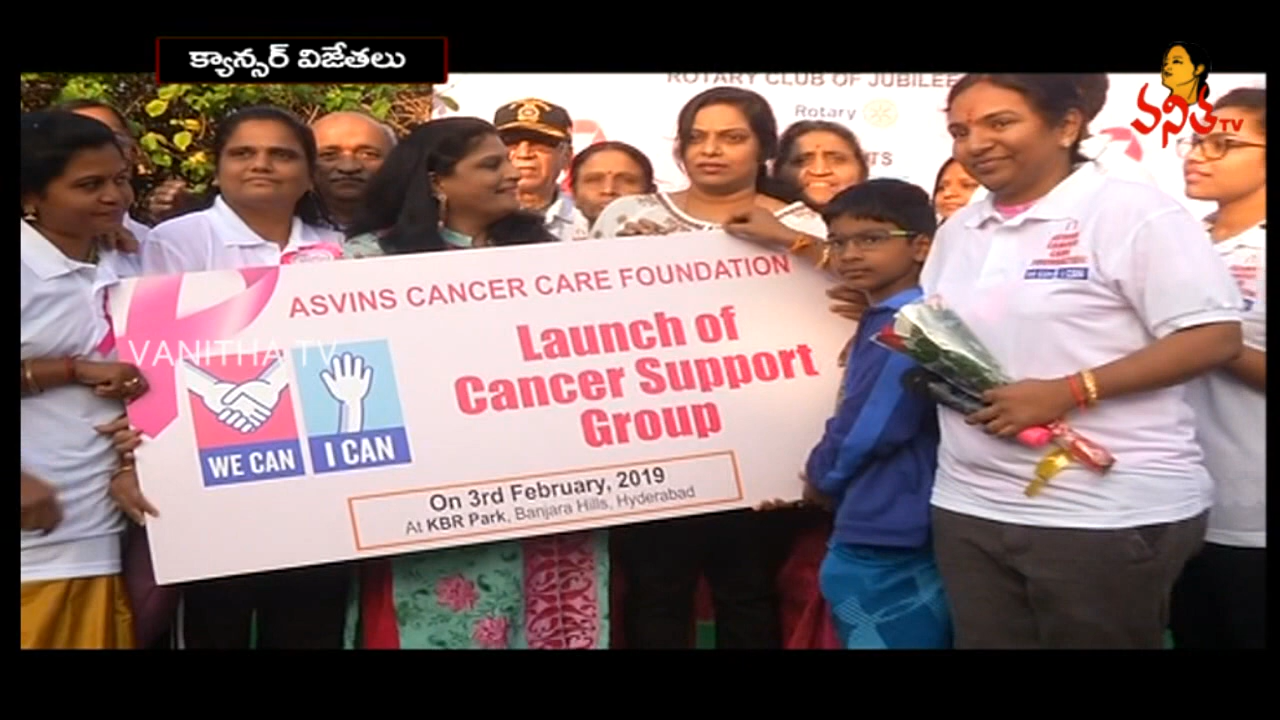 క్యాన్సర్ విజేతలు
వనిత TV
ROTARY CLUB OF JUBILEE
Rotary
ASVINS CANCER CARE FOUNDATION
Launch of
Cancer Support
Group
VANITHA TV
WE CAN
I CAN
On 3rd February, 2019
At KBR Park, Banjara Hills, Hyderabad
I CAN